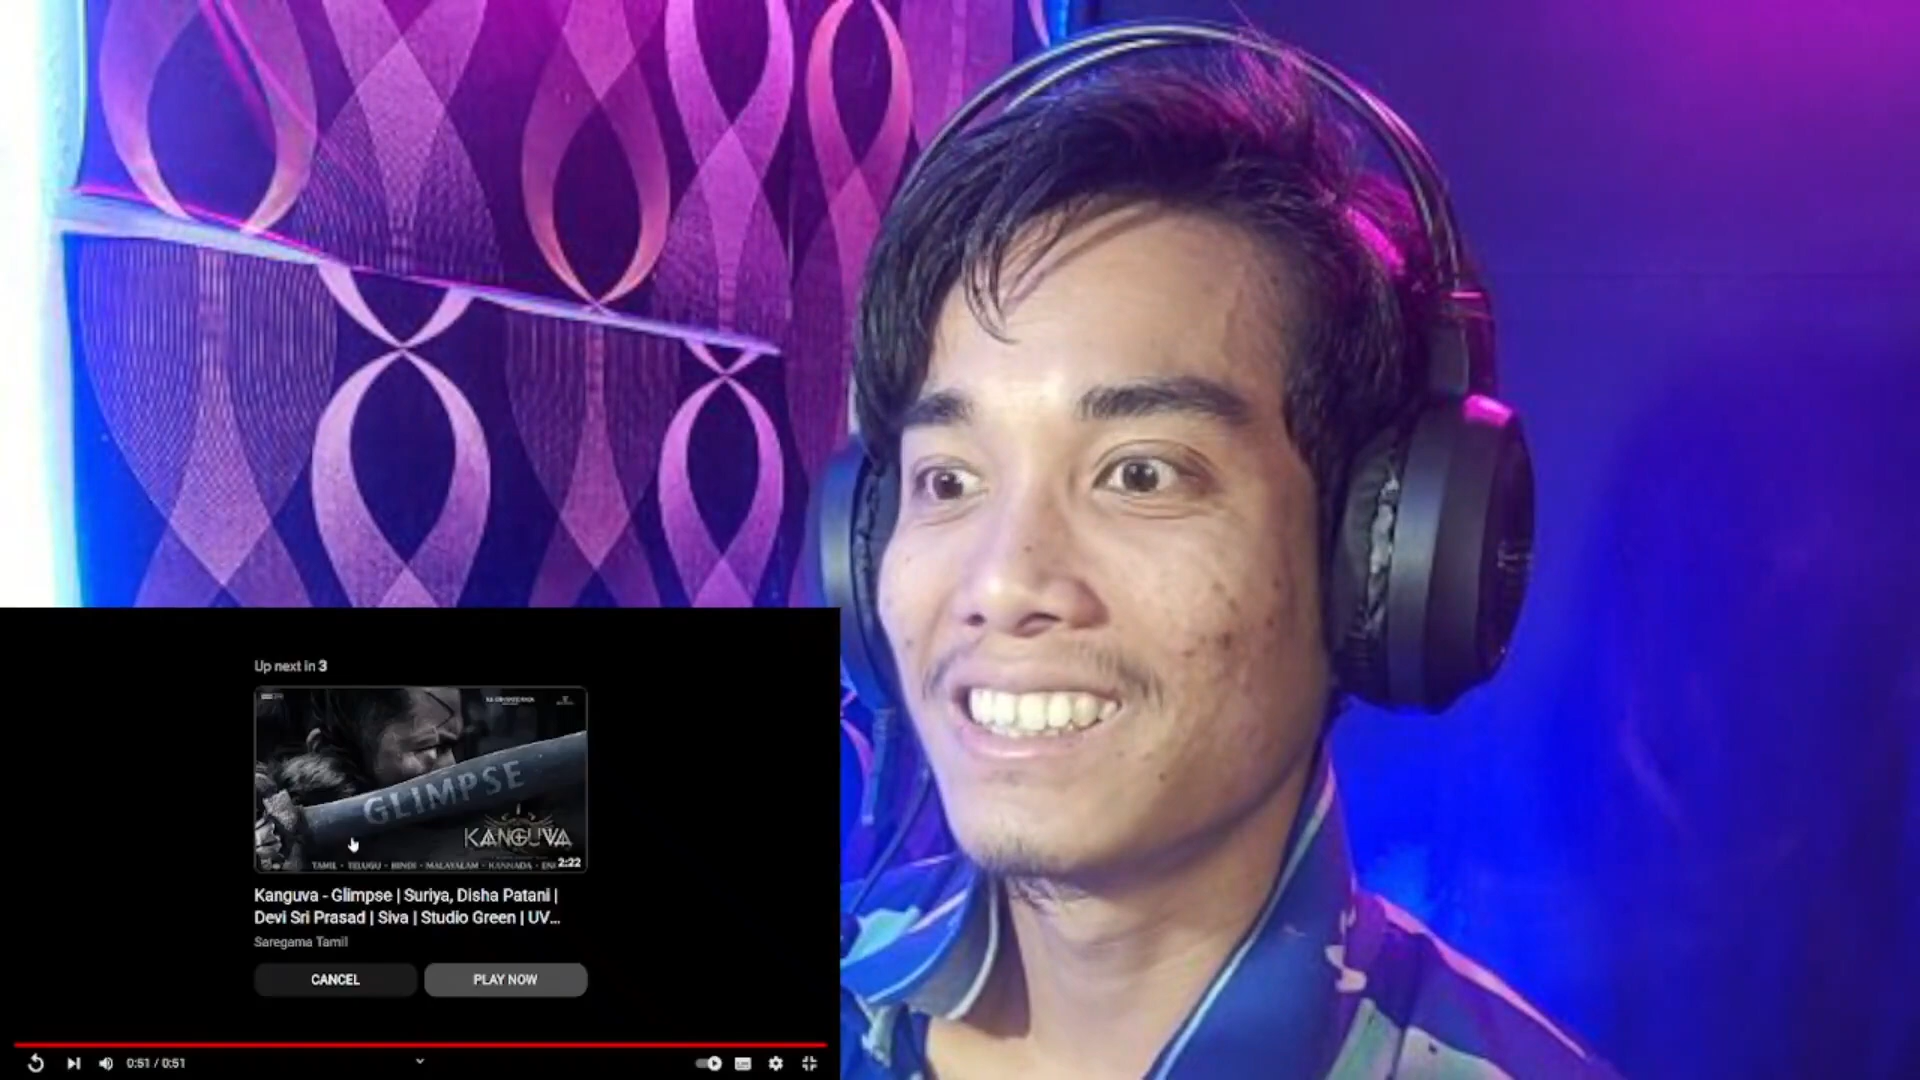 Up next in 3
GLIMPSE
KANGUVA
TAMIL - TELUGU - HINDI - MALAYALAM - KANNADA - EN
2:22
Kanguva - Glimpse | Suriya, Disha Patani |
Devi Sri Prasad | Siva | Studio Green | UV...
Saregama Tamil
CANCEL
PLAY NOW
0:51 / 0:51